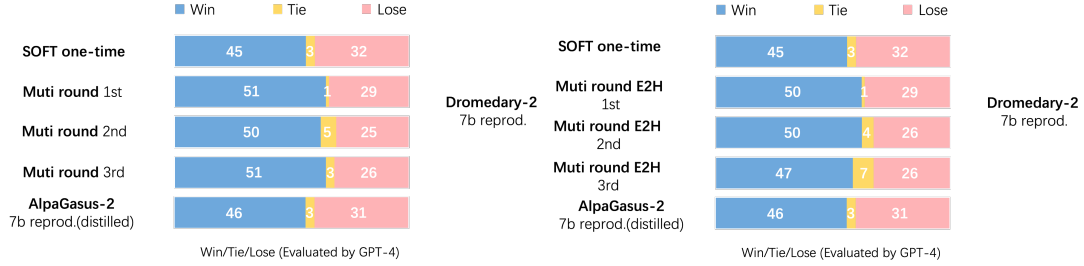 Win Tie Lose
SOFT one-time 45 3 32
Muti round 1st 51 1 29
Muti round 2nd 50 5 25
Muti round 3rd 51 3 26
AlpaGasus-2
7b reprod.(distilled)
46 3 31
Dromedary-2
7b reprod.
Win/Tie/Lose (Evaluated by GPT-4)
Win Tie Lose
SOFT one-time 45 3 32
Muti round E2H
1st
50 1 29
Muti round E2H
2nd
50 4 26
Muti round E2H
3rd
47 7 26
AlpaGasus-2
7b reprod.(distilled)
46 3 31
Dromedary-2
7b reprod.
Win/Tie/Lose (Evaluated by GPT-4)